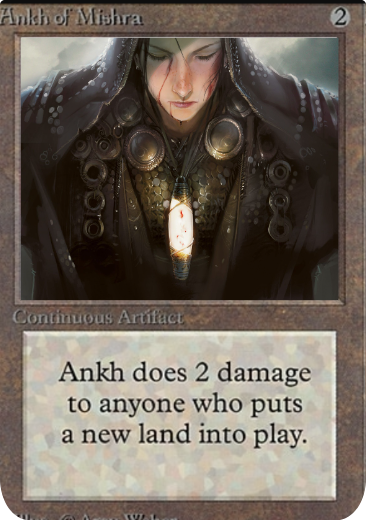 Ankh of Mishra 2
Continuous Artifact
Ankh does 2 damage
to anyone who puts
a new land into play.